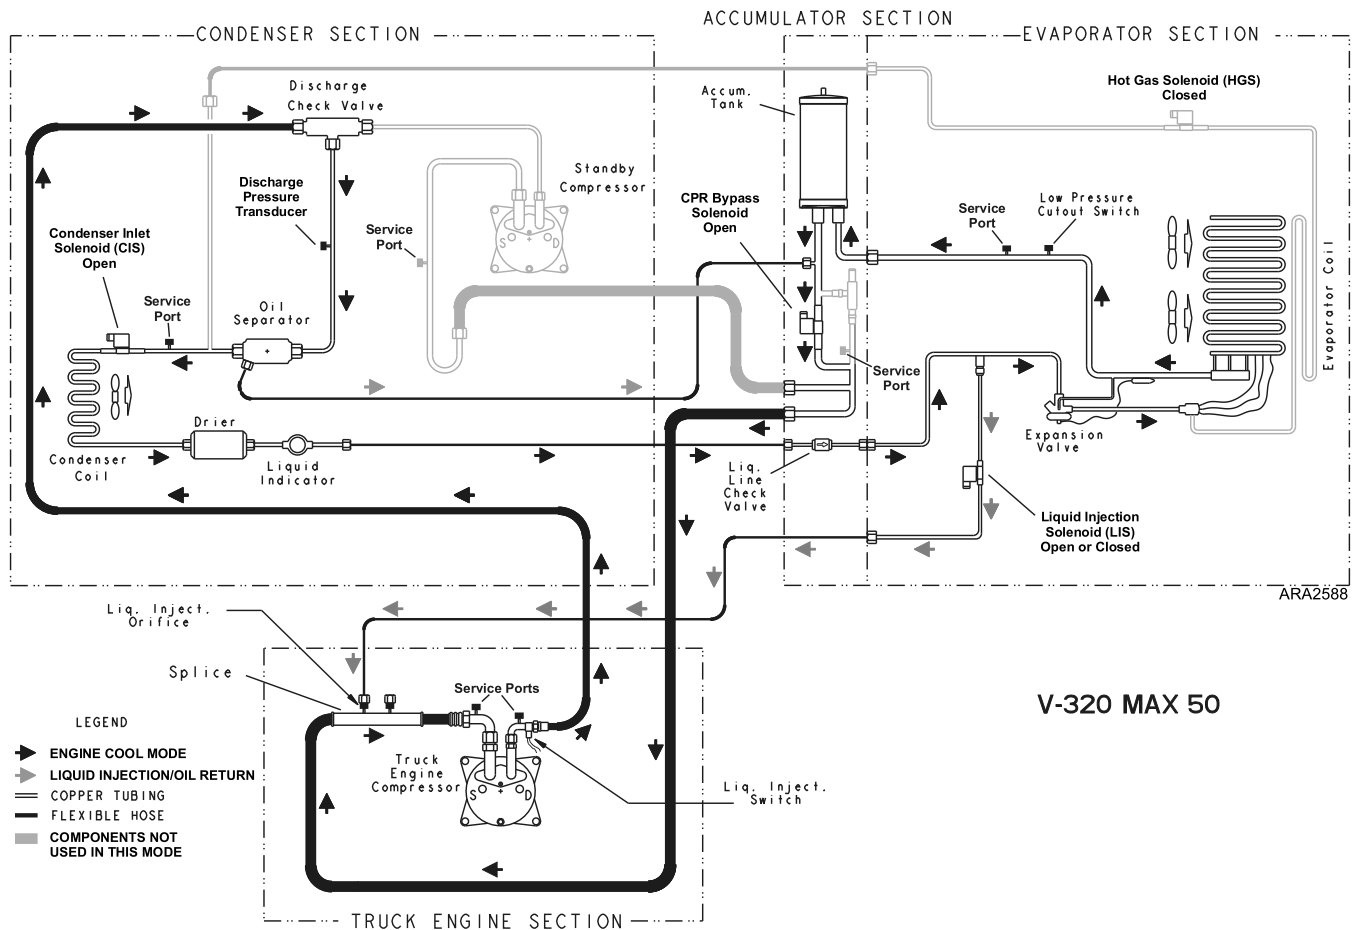 ACCUMULATOR SECTION
CONDENSER SECTION
EVAPORATOR SECTION
Discharge
Check Valve
Accum.
Tank
Hot Gas Solenoid (HGS)
Closed
Standby
Compressor
Discharge
Pressure
Transducer
CPR Bypass
Solenoid
Open
Low Pressure
Cutout Switch
Service
Port
Service
Port
Condenser Inlet
Solenoid (CIS)
Open
Service
Port
Oil
Separator
S
D
Evaporator Coil
Service
Port
Drier
Condenser
Coil
Liquid
Indicator
Liq.
Line
Check
Valve
Expansion
Valve
Liquid Injection
Solenoid (LIS)
Open or Closed
ARA2588
Liq. Inject.
Orifice
Splice
Service Ports
V-320 MAX 50
LEGEND
ENGINE COOL MODE
LIQUID INJECTION/OIL RETURN
COPPER TUBING
FLEXIBLE HOSE
COMPONENTS NOT
USED IN THIS MODE
Truck
Engine
Compressor
S
D
Liq. Inject.
Switch
TRUCK ENGINE SECTION